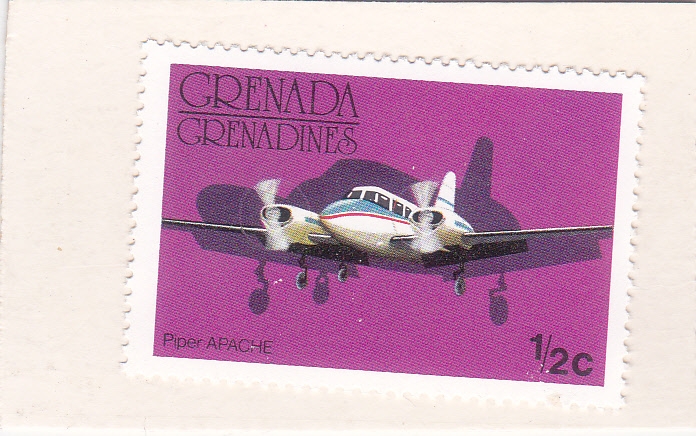 GRENADA
GRENADINES
Piper APACHE
1/2c